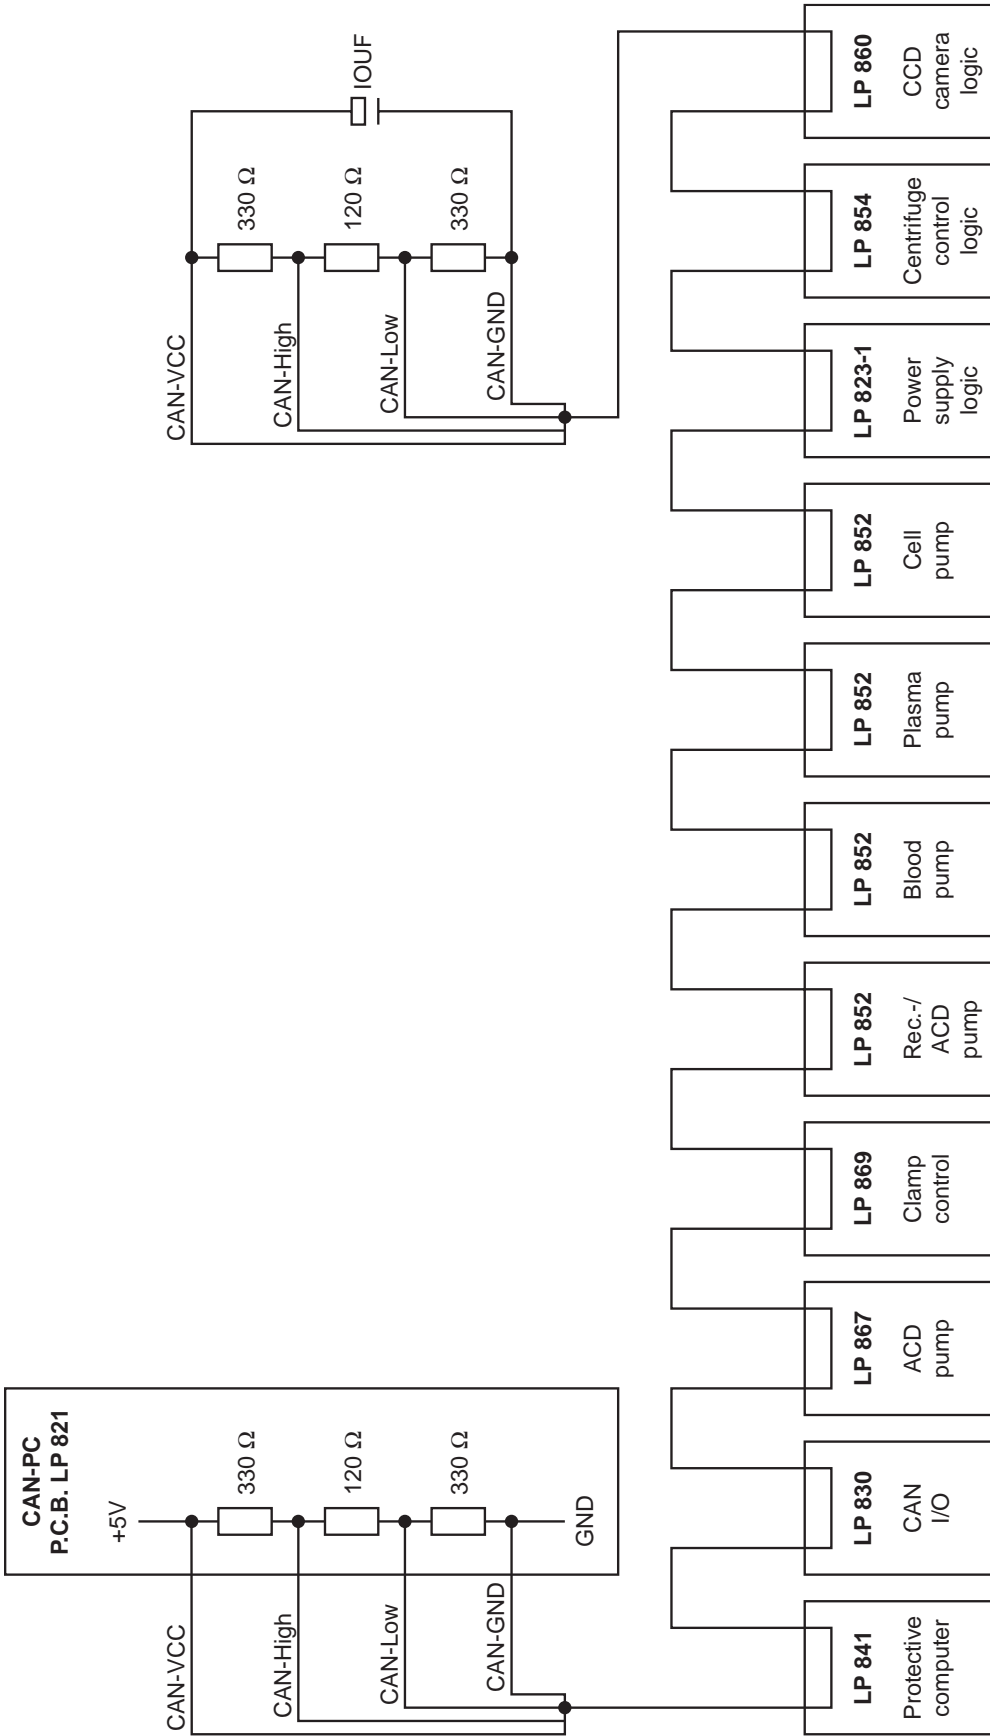 CAN-PC
P.C.B. LP 821
+5V
330 Ω
120 Ω
330 Ω
GND
CAN-VCC
CAN-High
CAN-Low
CAN-GND
CAN-VCC
CAN-High
CAN-Low
CAN-GND
330 Ω
120 Ω
330 Ω
IOUF
LP 841
Protective
computer
LP 830
CAN
I/O
LP 867
ACD
pump
LP 869
Clamp
control
LP 852
Rec.-/
ACD
pump
LP 852
Blood
pump
LP 852
Plasma
pump
LP 852
Cell
pump
LP 823-1
Power
supply
logic
LP 854
Centrifuge
control
logic
LP 860
CCD
camera
logic